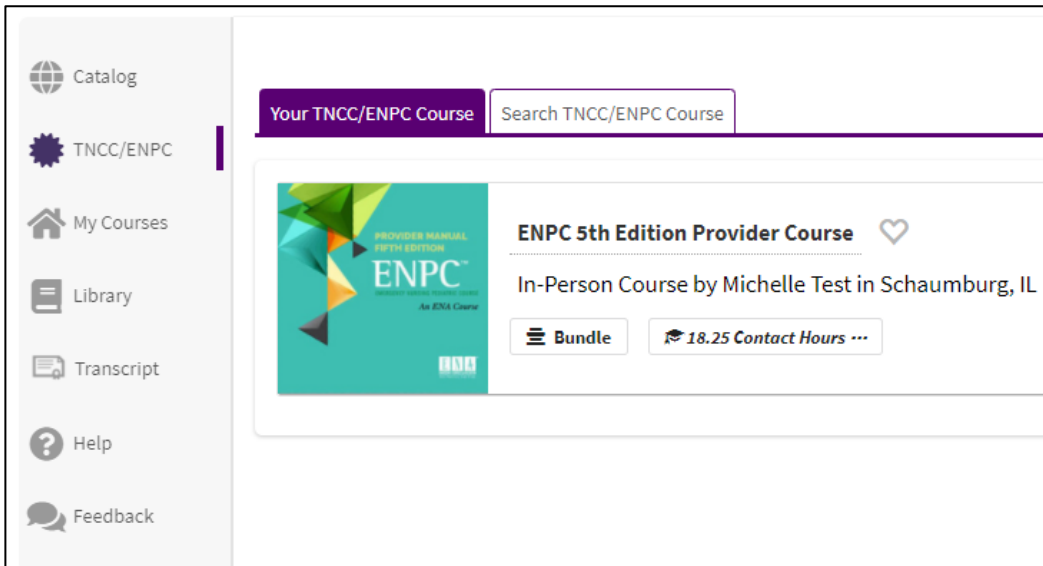 Catalog
TNCC/ENPC
My Courses
Library
Transcript
Help
Feedback
Your TNCC/ENPC Course
Search TNCC/ENPC Course
PROVIDER MANUAL
FIFTH EDITION
ENPC™
An ENA Course
ENA
ENPC 5th Edition Provider Course
In-Person Course by Michelle Test in Schaumburg, IL
Bundle
18.25 Contact Hours ...